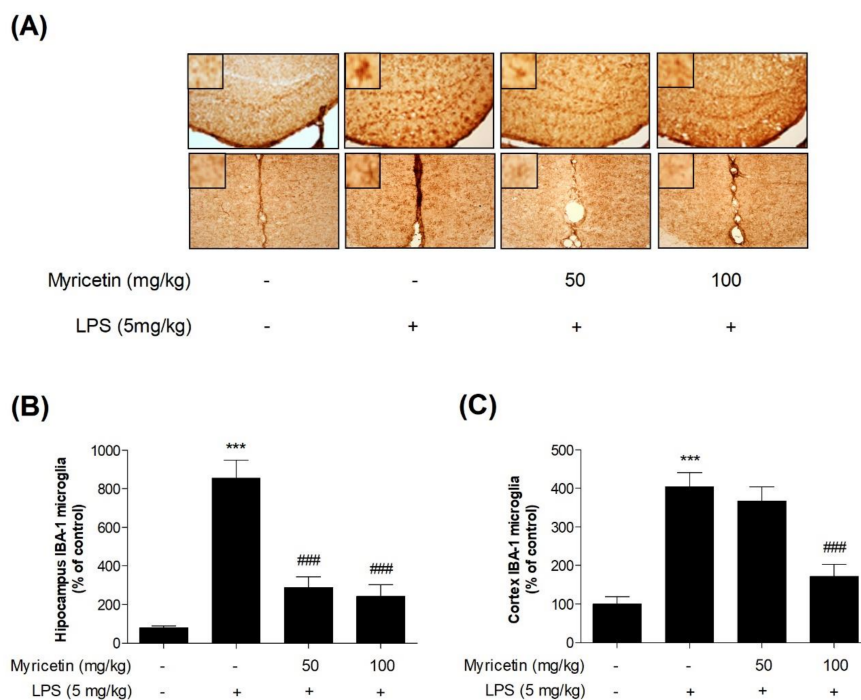 (A)
Myricetin (mg/kg) - - 50 100
LPS (5mg/kg) - + + +
(B)
Hipocampus IBA-1 microglia
(% of control)
1000
800
600
400
200
0
***
###
###
Myricetin (mg/kg) - - 50 100
LPS (5 mg/kg) - + + +
(C)
Cortex IBA-1 microglia
(% of control)
500
400
300
200
100
0
***
###
Myricetin (mg/kg) - - 50 100
LPS (5 mg/kg) - + + +